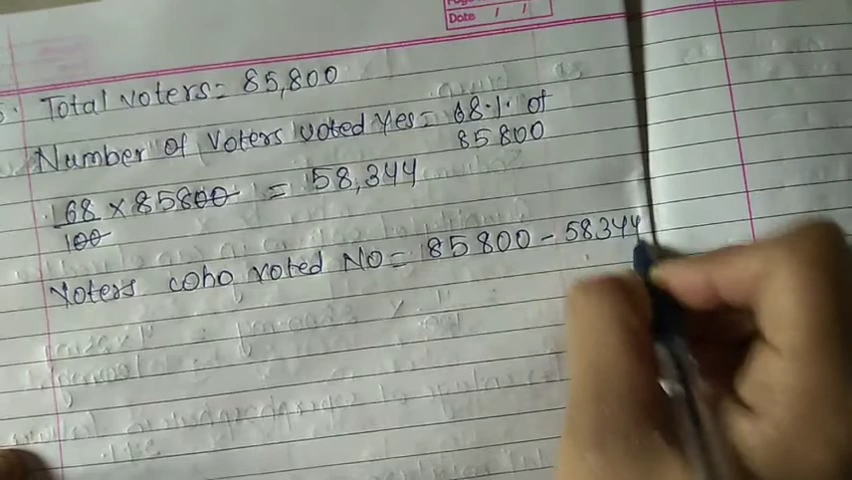 Date / /
5. Total voters = 85,800
Number of Voters voted Yes = 68% of
85800
68 × 85800 = 58,344
100
Voters who voted No = 85800 - 58344